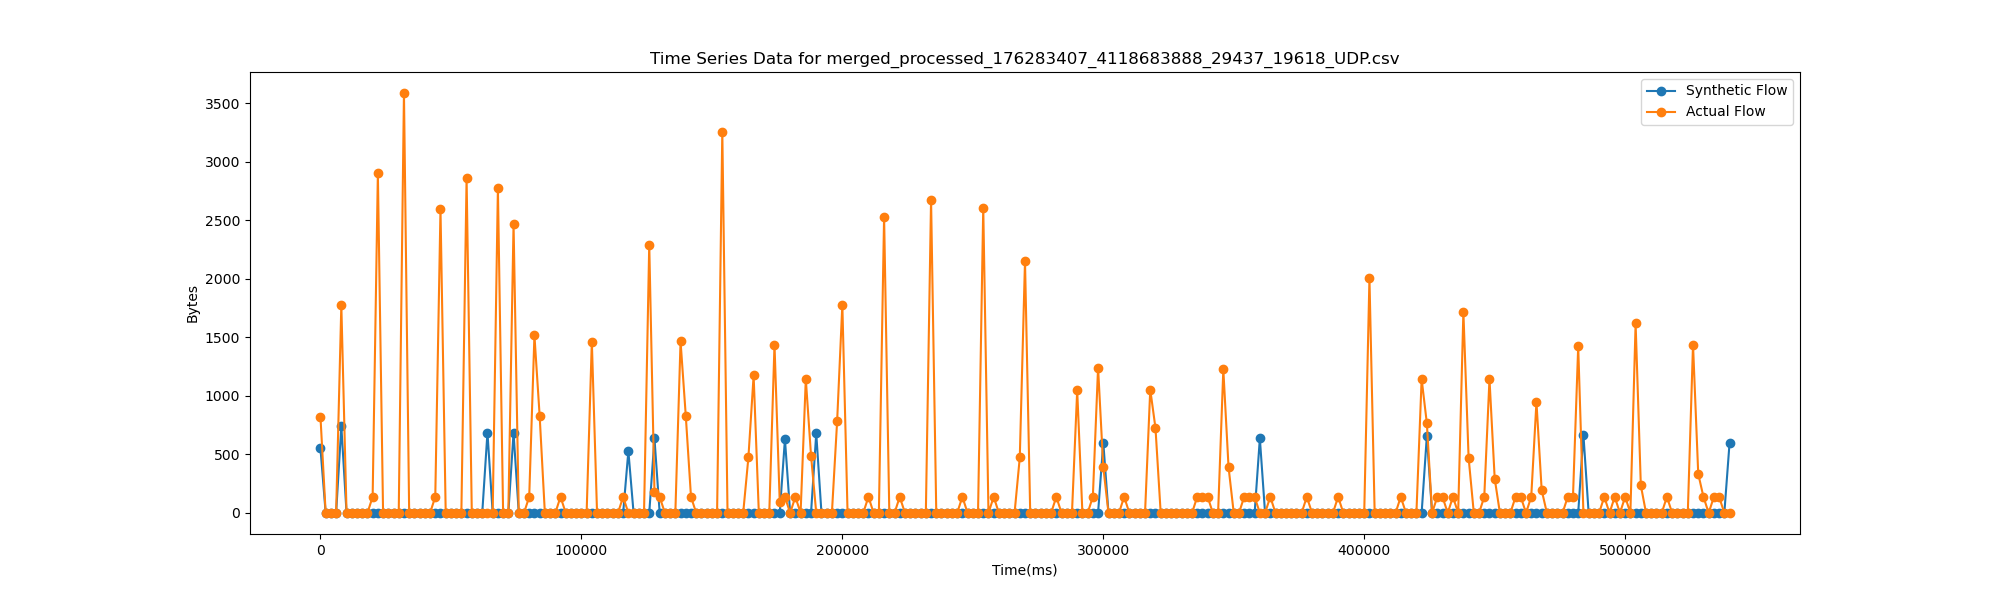 Time Series Data for merged_processed_176283407_4118683888_29437_19618_UDP.csv
Synthetic Flow
Actual Flow
Bytes
3500
3000
2500
2000
1500
1000
500
0
0
100000
200000
300000
400000
500000
Time(ms)